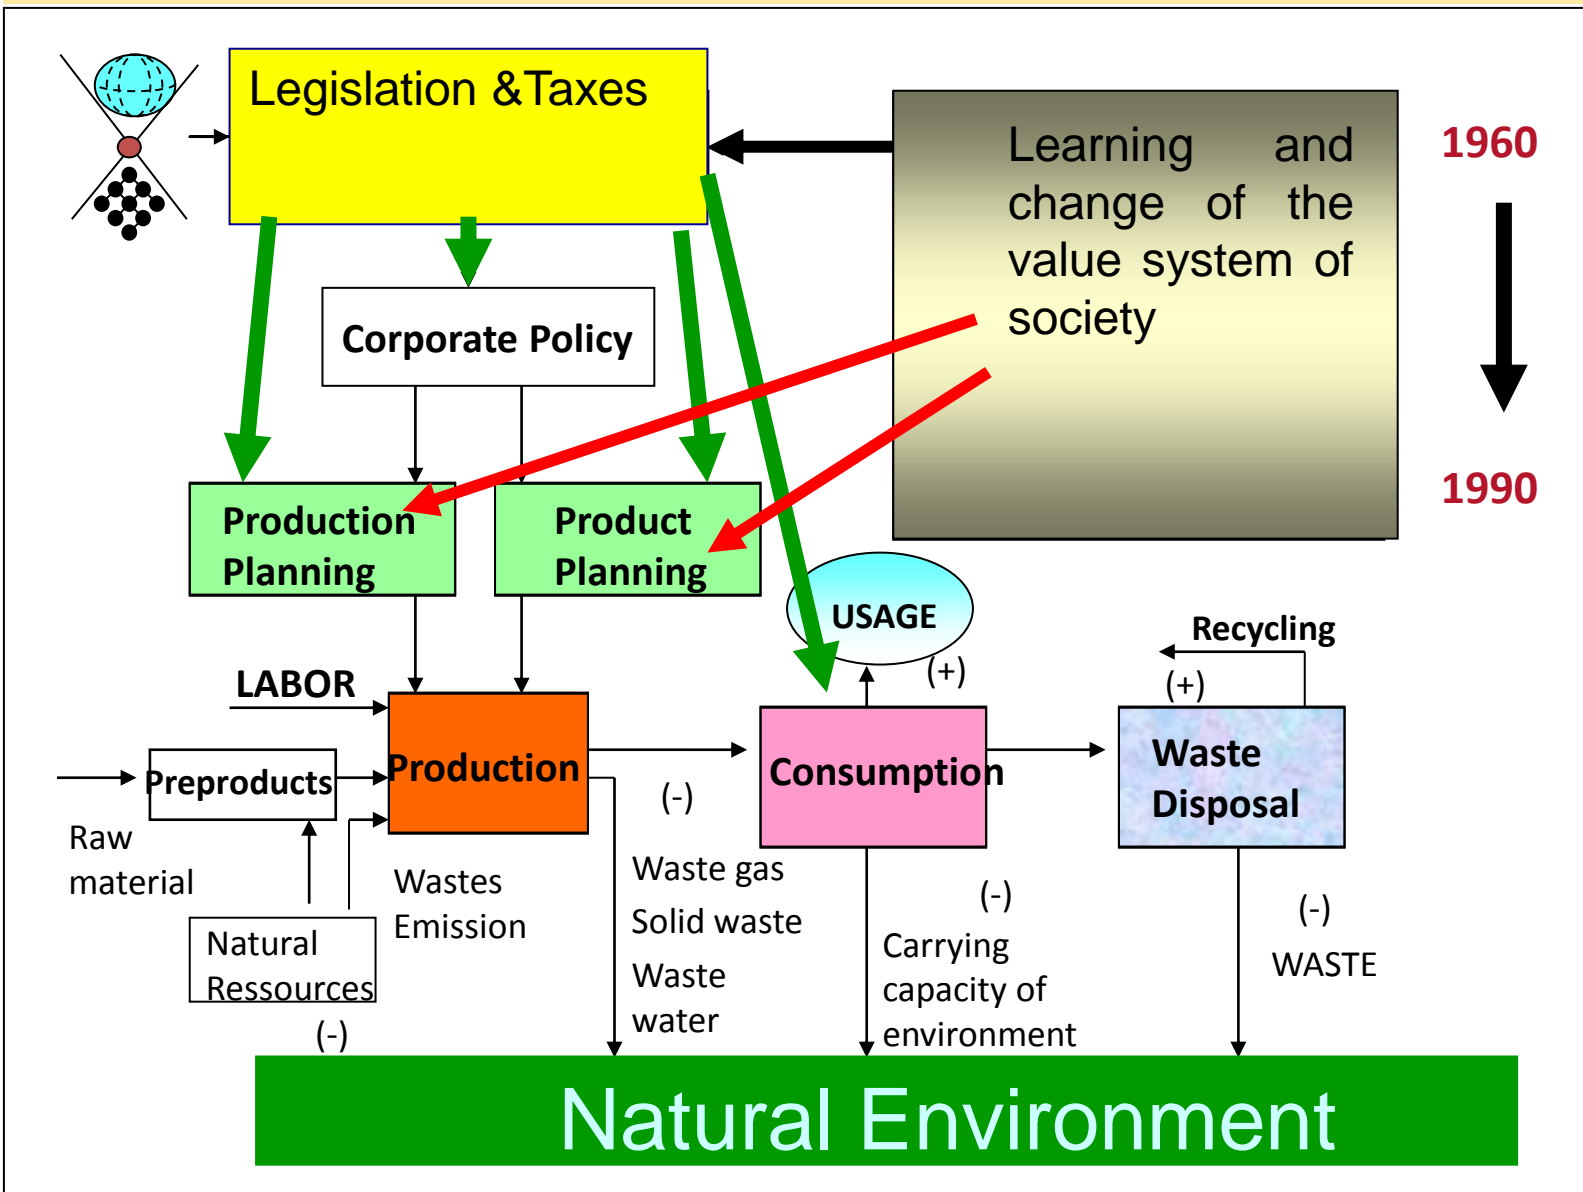 Legislation &Taxes
Learning and
change of the
value system of
society
1960
1990
Corporate Policy
Production
Planning
Product
Planning
USAGE
(+)
Recycling
(+)
LABOR
Preproducts
Production
(-)
Consumption
Waste
Disposal
Raw
material
Natural
Ressources
(-)
Wastes
Emission
Waste gas
Solid waste
Waste
water
(-)
Carrying
capacity of
environment
(-)
WASTE
Natural Environment